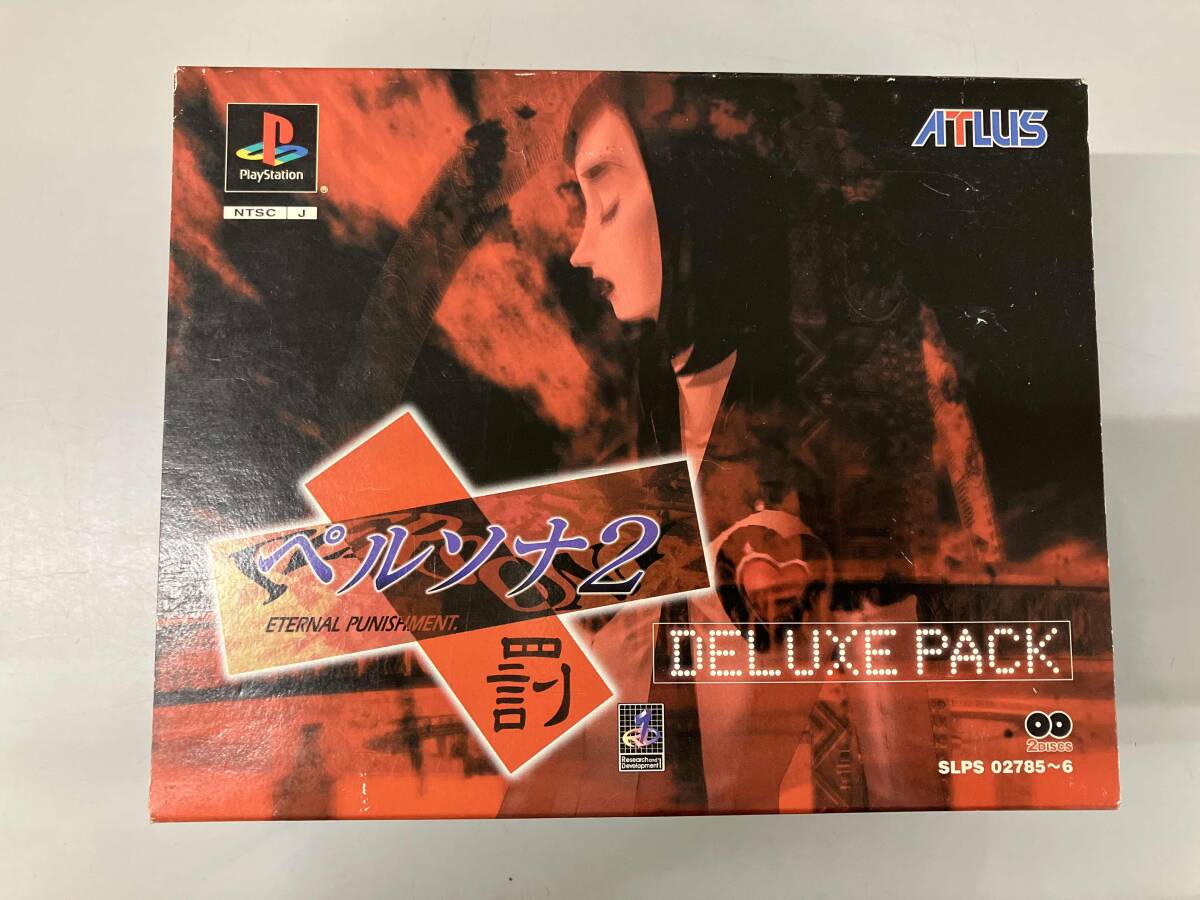 PlayStation
®
NTSC J
ATLUS
ペルソナ2
ETERNAL PUNISHMENT.
罰
DELUXE PACK
Research and
Development 1
2DISCS
SLPS 02785~6